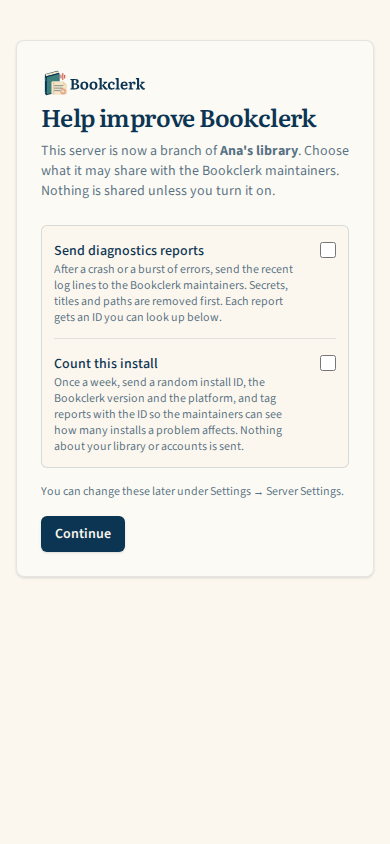 Bookclerk
Help improve Bookclerk
This server is now a branch of Ana's library. Choose
what it may share with the Bookclerk maintainers.
Nothing is shared unless you turn it on.
Send diagnostics reports
After a crash or a burst of errors, send the recent
log lines to the Bookclerk maintainers. Secrets,
titles and paths are removed first. Each report
gets an ID you can look up below.
Count this install
Once a week, send a random install ID, the
Bookclerk version and the platform, and tag
reports with the ID so the maintainers can see
how many installs a problem affects. Nothing
about your library or accounts is sent.
You can change these later under Settings → Server Settings.
Continue